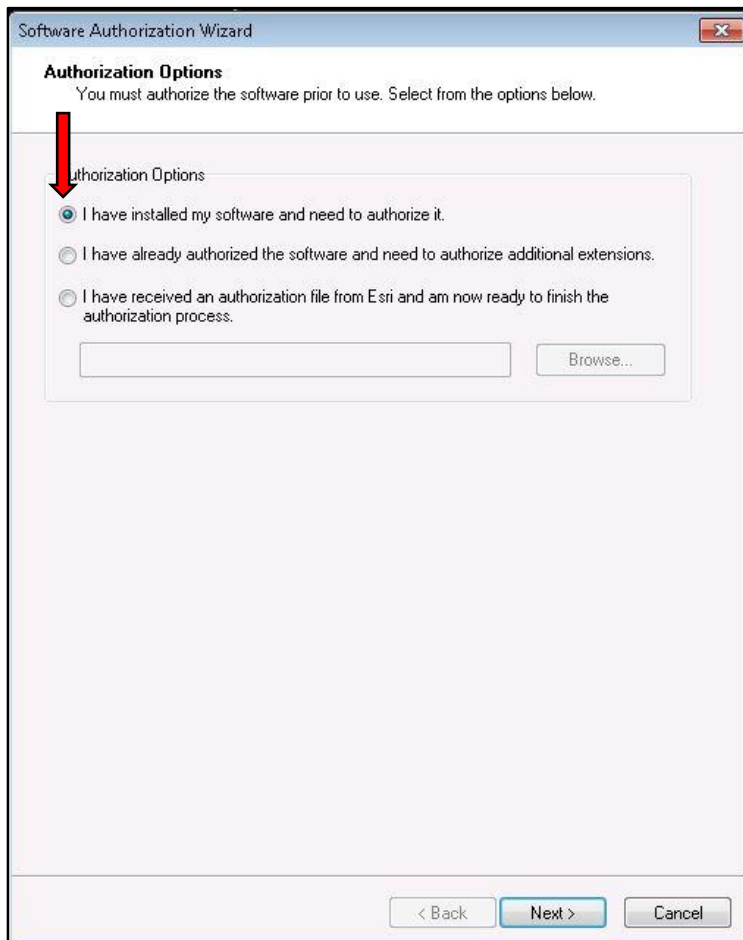 Software Authorization Wizard
Authorization Options
You must authorize the software prior to use. Select from the options below.
uthorization Options
I have installed my software and need to authorize it.
I have already authorized the software and need to authorize additional extensions.
I have received an authorization file from Esri and am now ready to finish the
authorization process.
Browse...
< Back Next > Cancel